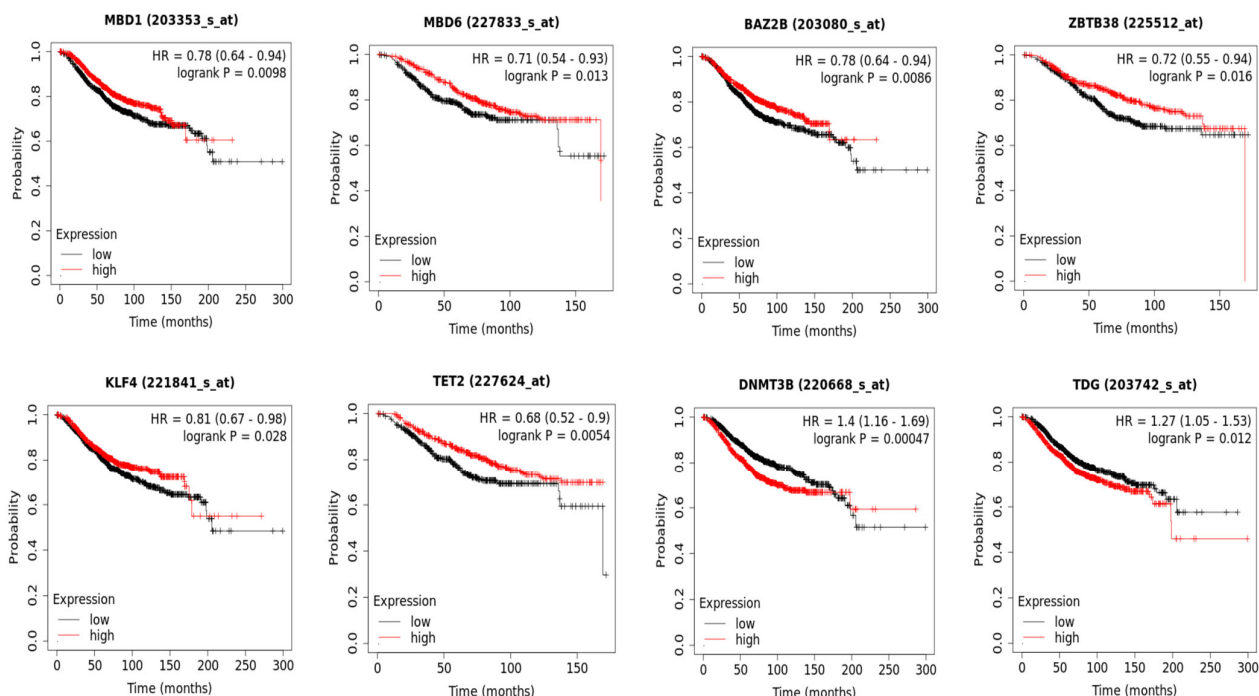 MBD1 (203353_s_at)
HR = 0.78 (0.64 - 0.94)
logrank P = 0.0098
Probability
0.0 0.2 0.4 0.6 0.8 1.0
Expression
low
high
0 50 100 150 200 250 300
Time (months)
MBD6 (227833_s_at)
HR = 0.71 (0.54 - 0.93)
logrank P = 0.013
Probability
0.0 0.2 0.4 0.6 0.8 1.0
Expression
low
high
0 50 100 150
Time (months)
BAZ2B (203080_s_at)
HR = 0.78 (0.64 - 0.94)
logrank P = 0.0086
Probability
0.0 0.2 0.4 0.6 0.8 1.0
Expression
low
high
0 50 100 150 200 250 300
Time (months)
ZBTB38 (225512_at)
HR = 0.72 (0.55 - 0.94)
logrank P = 0.016
Probability
0.0 0.2 0.4 0.6 0.8 1.0
Expression
low
high
0 50 100 150
Time (months)
KLF4 (221841_s_at)
HR = 0.81 (0.67 - 0.98)
logrank P = 0.028
Probability
0.0 0.2 0.4 0.6 0.8 1.0
Expression
low
high
0 50 100 150 200 250 300
Time (months)
TET2 (227624_at)
HR = 0.68 (0.52 - 0.9)
logrank P = 0.0054
Probability
0.0 0.2 0.4 0.6 0.8 1.0
Expression
low
high
0 50 100 150
Time (months)
DNMT3B (220668_s_at)
HR = 1.4 (1.16 - 1.69)
logrank P = 0.00047
Probability
0.0 0.2 0.4 0.6 0.8 1.0
Expression
low
high
0 50 100 150 200 250 300
Time (months)
TDG (203742_s_at)
HR = 1.27 (1.05 - 1.53)
logrank P = 0.012
Probability
0.0 0.2 0.4 0.6 0.8 1.0
Expression
low
high
0 50 100 150 200 250 300
Time (months)